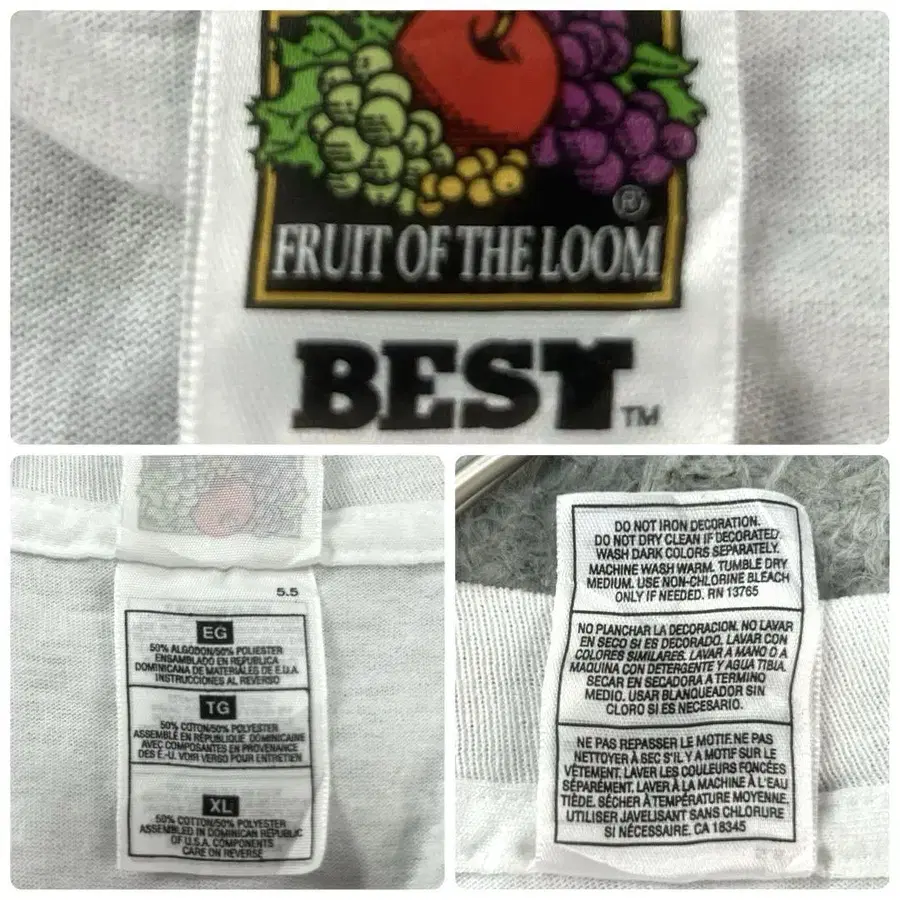 ®
FRUIT OF THE LOOM
BEST™
5.5
EG
50% ALGODON/50% POLIESTER
ENSAMBLADO EN REPUBLICA
DOMINICANA DE MATERIALES DE E.U.A.
INSTRUCCIONES AL REVERSO
TG
50% COTON/50% POLYESTER
ASSEMBLÉ EN RÉPUBLIQUE DOMINICAINE
AVEC COMPOSANTES EN PROVENANCE
DES É.-U. VOIR VERSO POUR ENTRETIEN
XL
50% COTTON/50% POLYESTER
ASSEMBLED IN DOMINICAN REPUBLIC
OF U.S.A. COMPONENTS
CARE ON REVERSE
DO NOT IRON DECORATION.
DO NOT DRY CLEAN IF DECORATED.
WASH DARK COLORS SEPARATELY.
MACHINE WASH WARM. TUMBLE DRY
MEDIUM. USE NON-CHLORINE BLEACH
ONLY IF NEEDED. RN 13765
NO PLANCHAR LA DECORACION. NO LAVAR
EN SECO SI ES DECORADO. LAVAR CON
COLORES SIMILARES. LAVAR A MANO O A
MAQUINA CON DETERGENTE Y AGUA TIBIA.
SECAR EN SECADORA A TERMINO
MEDIO. USAR BLANQUEADOR SIN
CLORO SI ES NECESARIO.
NE PAS REPASSER LE MOTIF. NE PAS
NETTOYER À SEC S'IL Y A MOTIF SUR LE
VÊTEMENT. LAVER LES COULEURS FONCÉES
SÉPARÉMENT. LAVER À LA MACHINE À L'EAU
TIÈDE. SÉCHER À TEMPÉRATURE MOYENNE.
UTILISER JAVELISANT SANS CHLORURE
SI NÉCESSAIRE. CA 18345